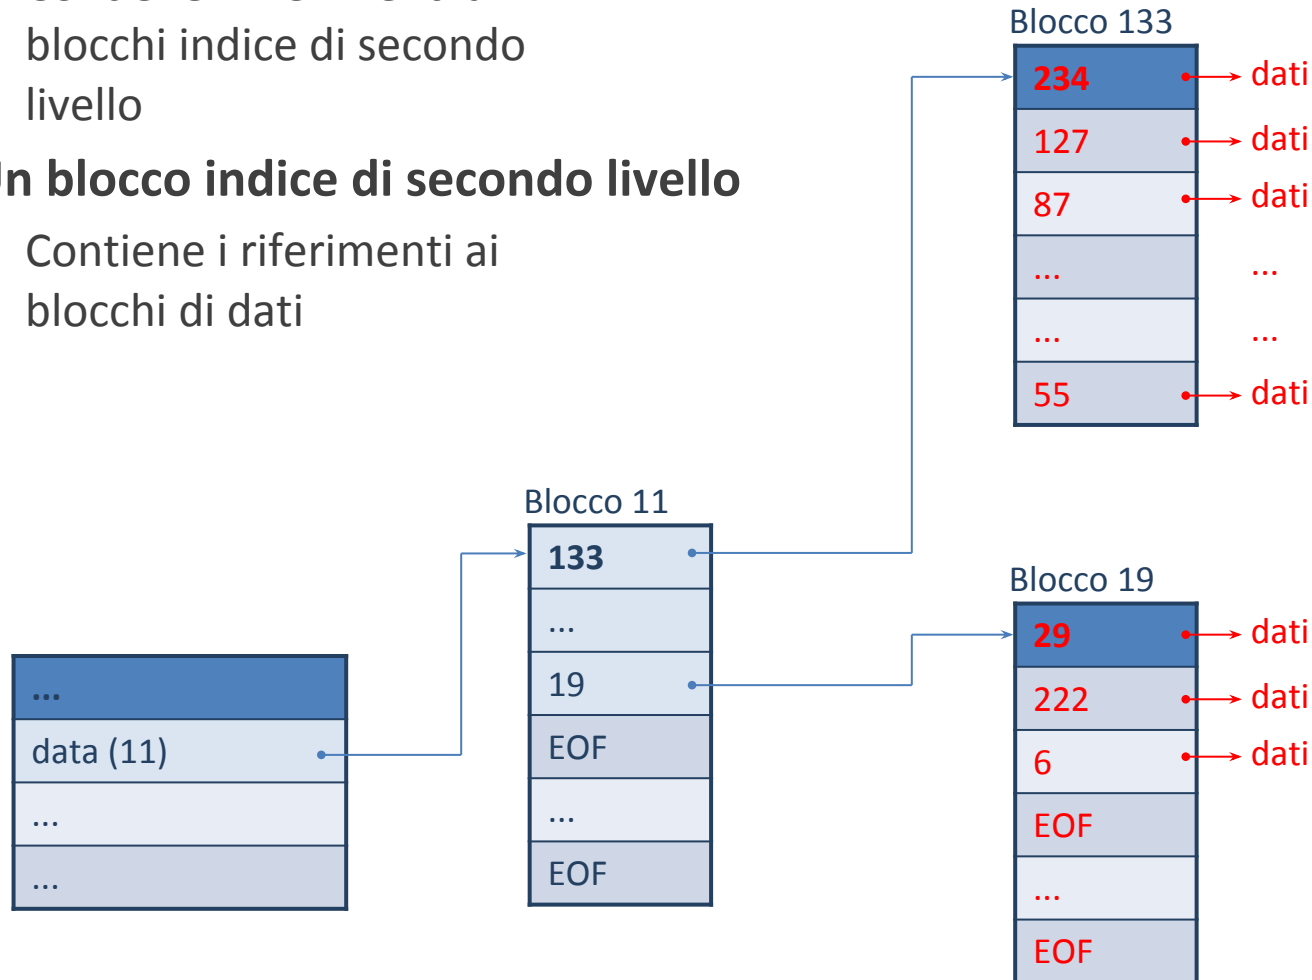 blocchi indice di secondo
livello
blocco indice di secondo livello
Contiene i riferimenti ai
blocchi di dati
Blocco 133
234 dati
127 dati
87 dati
... ...
... ...
55 dati
Blocco 11
133
...
19
EOF
...
EOF
...
data (11)
...
...
Blocco 19
29 dati
222 dati
6 dati
EOF
...
EOF